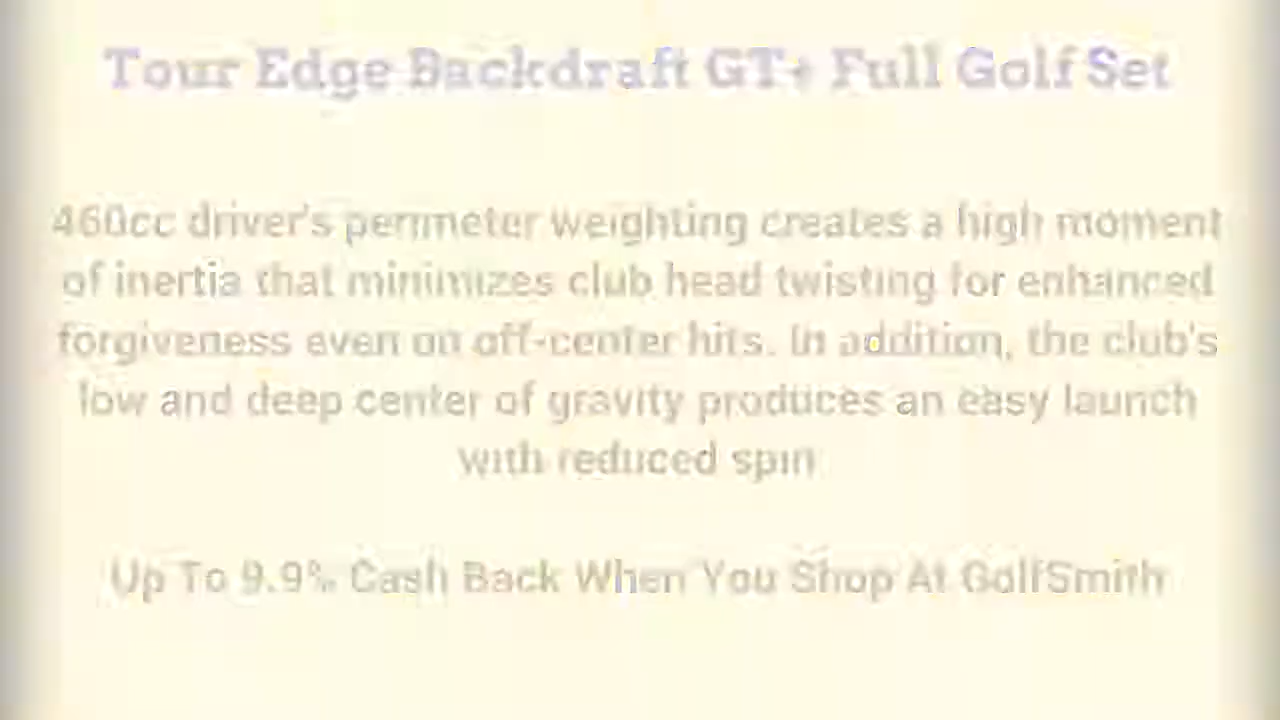 Tour Edge Backdraft GT+ Full Golf Set
460cc driver's perimeter weighting creates a high moment
of inertia that minimizes club head twisting for enhanced
forgiveness even on off-center hits. In addition, the club's
low and deep center of gravity produces an easy launch
with reduced spin
Up To 9.9% Cash Back When You Shop At GolfSmith